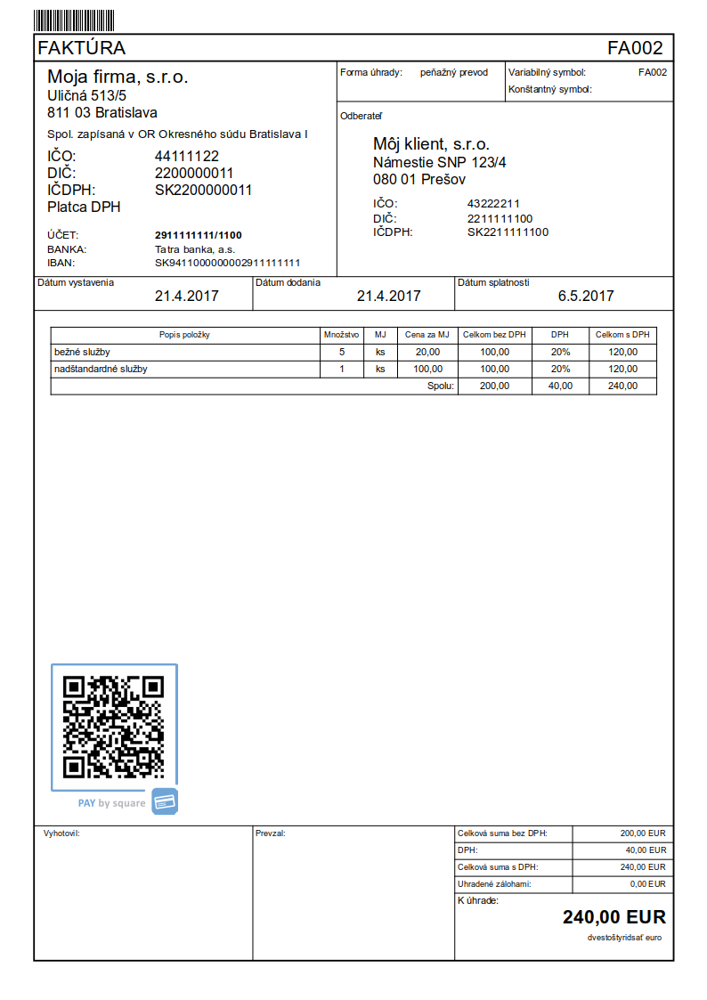 FAKTÚRA FA002
Moja firma, s.r.o.
Uličná 513/5
811 03 Bratislava
Spol. zapísaná v OR Okresného súdu Bratislava I
IČO: 44111122
DIČ: 2200000011
IČDPH: SK2200000011
Platca DPH
ÚČET: 2911111111/1100
BANKA: Tatra banka, a.s.
IBAN: SK9411000000002911111111
Forma úhrady: peňažný prevod
Variabilný symbol: FA002
Konštantný symbol:
Odberateľ
Môj klient, s.r.o.
Námestie SNP 123/4
080 01 Prešov
IČO: 43222211
DIČ: 2211111100
IČDPH: SK2211111100
Dátum vystavenia
21.4.2017
Dátum dodania
21.4.2017
Dátum splatnosti
6.5.2017
Popis položky Množstvo MJ Cena za MJ Celkom bez DPH DPH Celkom s DPH
bežné služby 5 ks 20,00 100,00 20% 120,00
nadštandardné služby 1 ks 100,00 100,00 20% 120,00
Spolu: 200,00 40,00 240,00
PAY by square
Vyhotovil:
Prevzal:
Celková suma bez DPH: 200,00 EUR
DPH: 40,00 EUR
Celková suma s DPH: 240,00 EUR
Uhradené zálohami: 0,00 EUR
K úhrade:
240,00 EUR
dvestoštyridsať euro